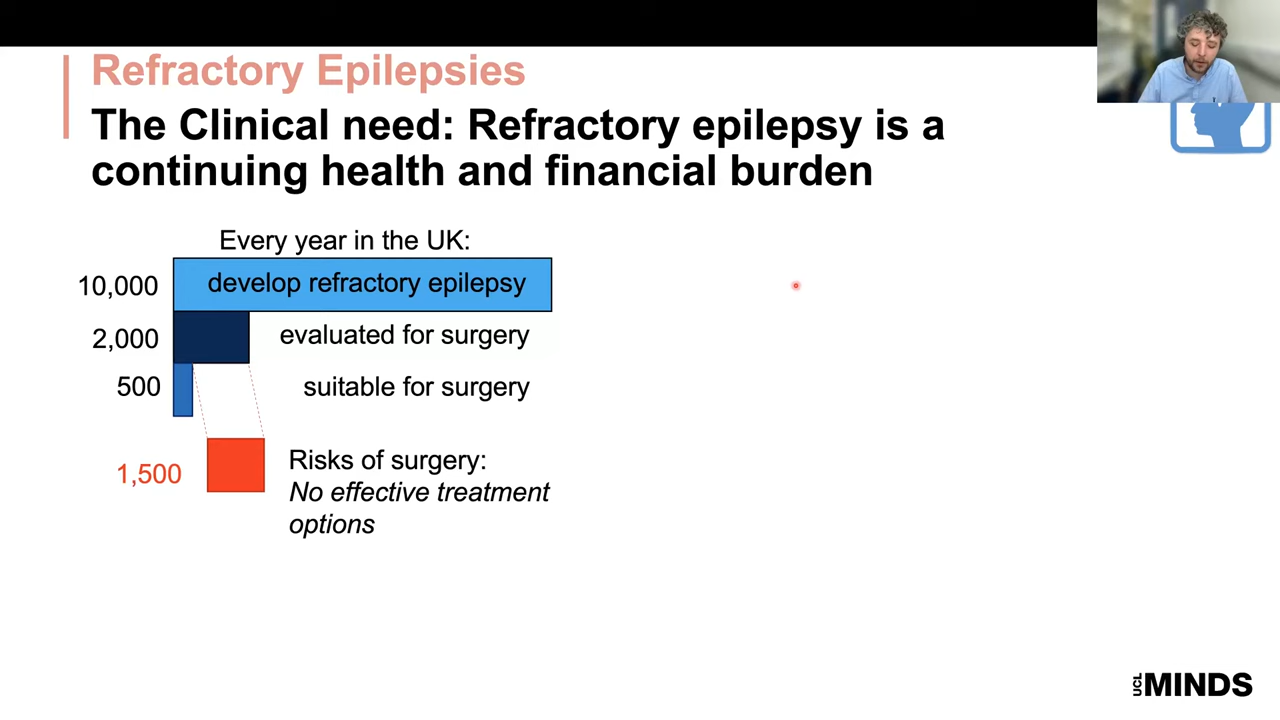 Refractory Epilepsies
The Clinical need: Refractory epilepsy is a
continuing health and financial burden
Every year in the UK:
10,000 develop refractory epilepsy
2,000 evaluated for surgery
500 suitable for surgery
1,500 Risks of surgery:
No effective treatment
options
UCL MINDS